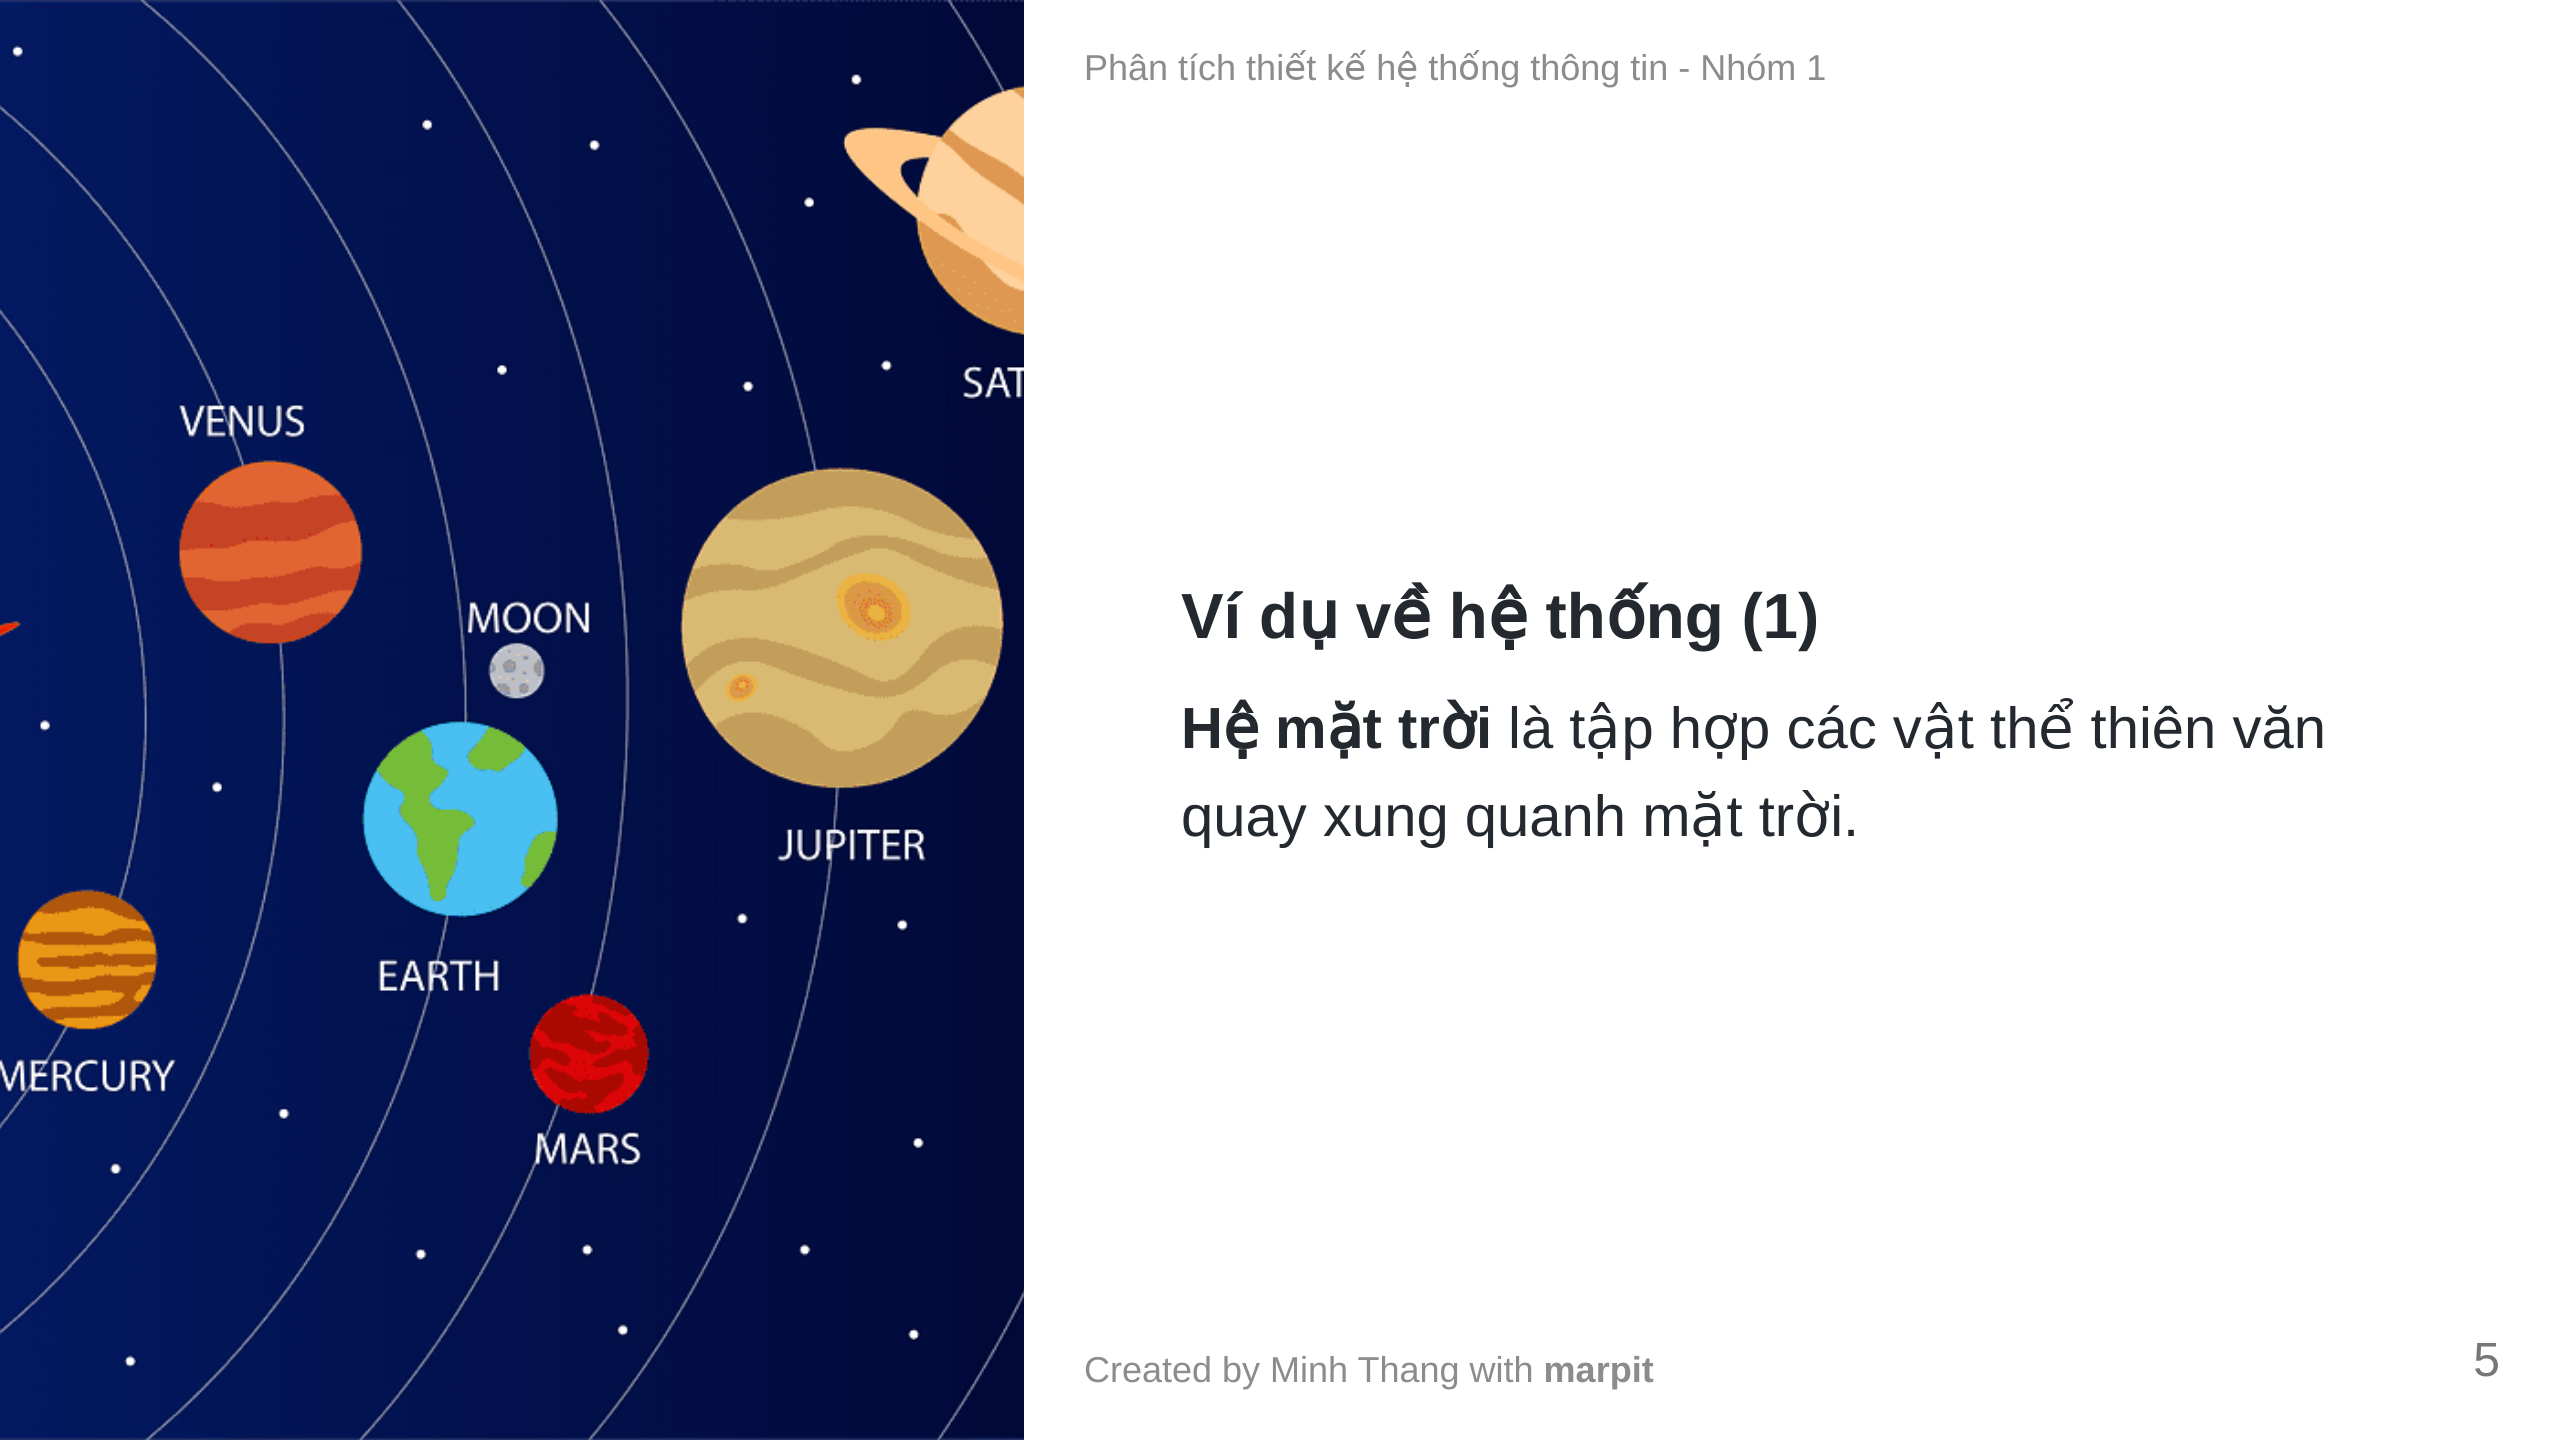 Phân tích thiết kế hệ thống thông tin - Nhóm 1
SAT
VENUS
MOON
JUPITER
EARTH
MERCURY
MARS
Ví dụ về hệ thống (1)
Hệ mặt trời là tập hợp các vật thể thiên văn
quay xung quanh mặt trời.
Created by Minh Thang with marpit
5